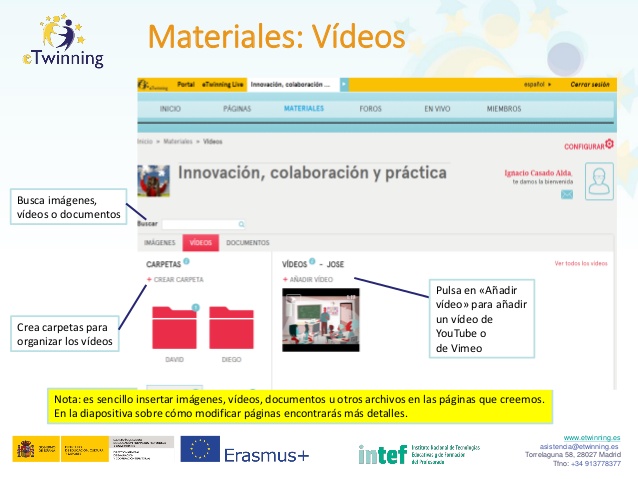 eTwinning
Materiales: Vídeos
eTwinning Portal eTwinning Live Innovación, colaboración ... español Cerrar sesión
INICIO PÁGINAS MATERIALES FOROS EN VIVO MIEMBROS
Inicio > Materiales > Vídeos
CONFIGURAR
Innovación, colaboración y práctica
Ignacio Casado Alda,
te damos la bienvenida
Busca imágenes,
vídeos o documentos
Buscar
IMÁGENES VÍDEOS DOCUMENTOS
CARPETAS
+ CREAR CARPETA
VÍDEOS - JOSE
Ver todos los vídeos
+ AÑADIR VÍDEO
Pulsa en «Añadir
vídeo» para añadir
un vídeo de
YouTube o
de Vimeo
Crea carpetas para
organizar los vídeos
DAVID DIEGO
Nota: es sencillo insertar imágenes, vídeos, documentos u otros archivos en las páginas que creemos.
En la diapositiva sobre cómo modificar páginas encontrarás más detalles.
GOBIERNO
DE ESPAÑA
Erasmus+
intef
Instituto Nacional de Tecnologías
Educativas y de Formación
del Profesorado
www.etwinning.es
asistencia@etwinning.es
Torrelaguna 58, 28027 Madrid
Tfno: +34 913778377